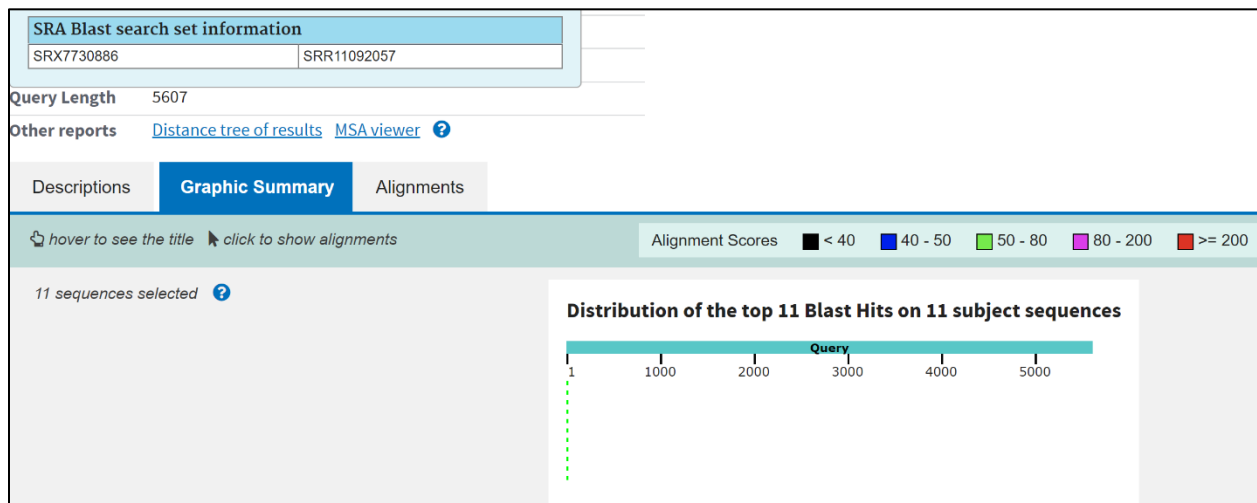 SRA Blast search set information
SRX7730886 SRR11092057
Query Length 5607
Other reports Distance tree of results MSA viewer ?
Descriptions Graphic Summary Alignments
hover to see the title click to show alignments Alignment Scores < 40 40 - 50 50 - 80 80 - 200 >= 200
11 sequences selected ?
Distribution of the top 11 Blast Hits on 11 subject sequences
Query
1 1000 2000 3000 4000 5000